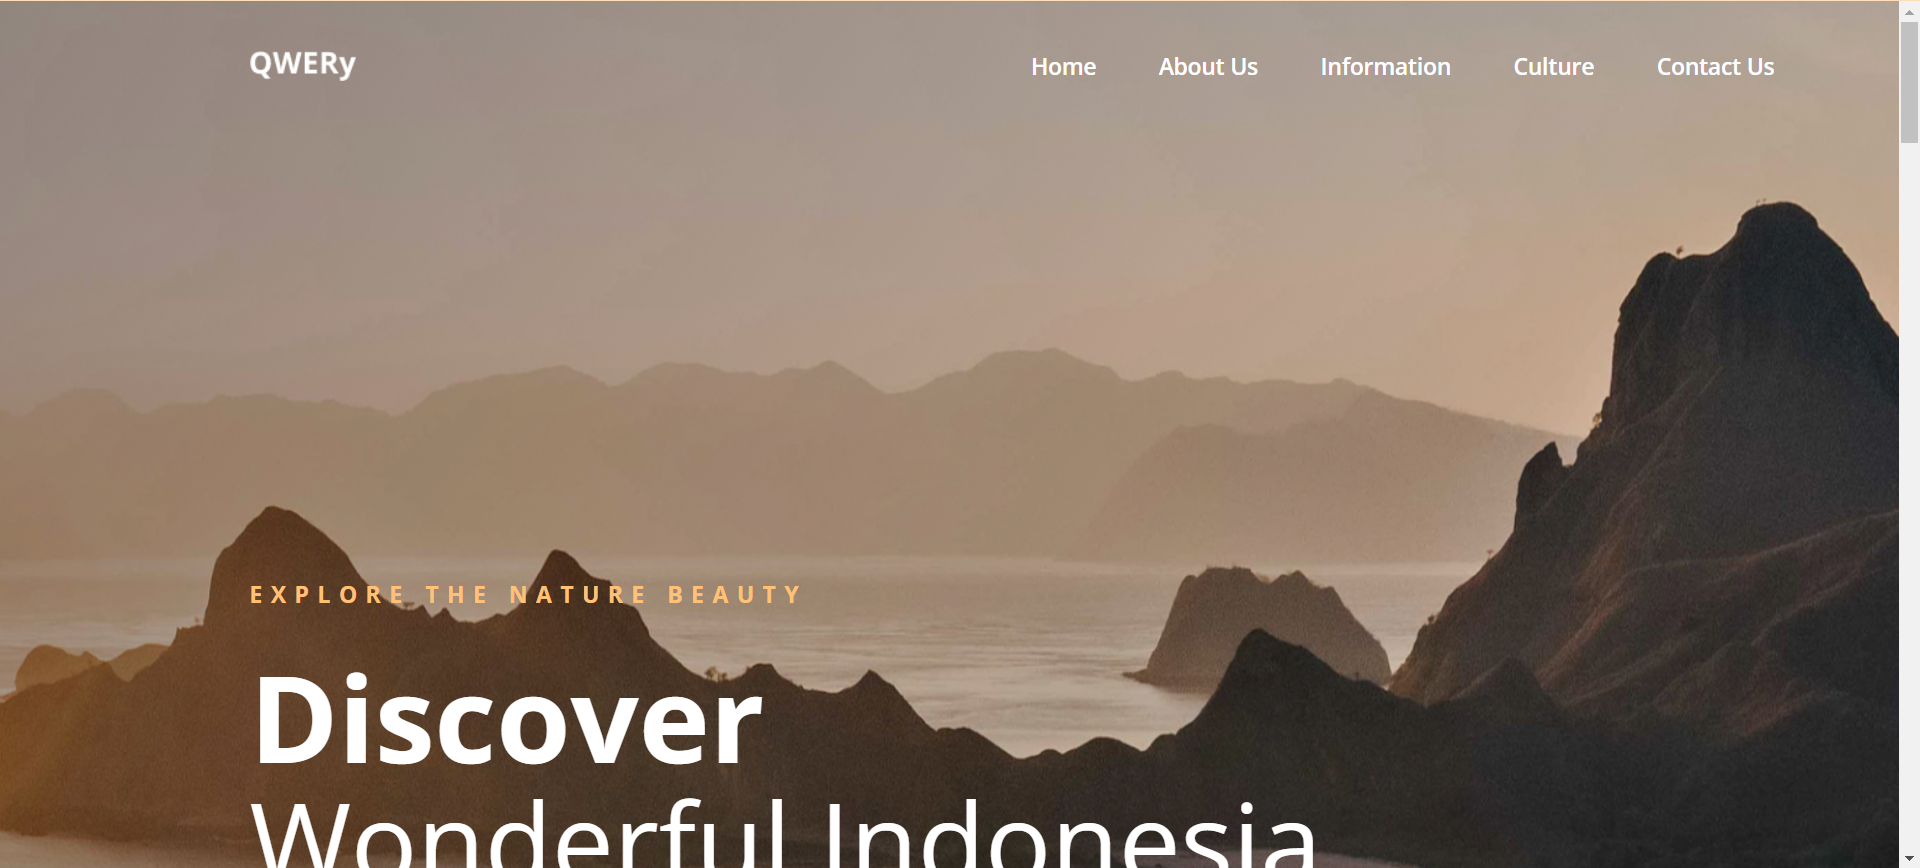 QWERy
Home About Us Information Culture Contact Us
EXPLORE THE NATURE BEAUTY
Discover
Wonderful Indonesia